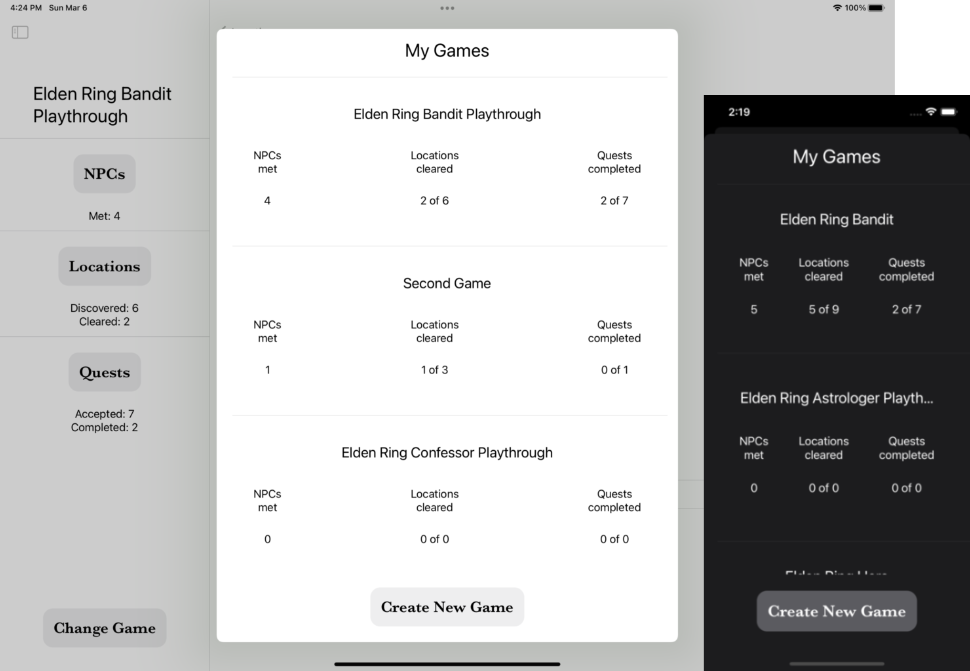 4:24 PM Sun Mar 6
100%
Elden Ring Bandit
Playthrough
NPCs
Met: 4
Locations
Discovered: 6
Cleared: 2
Quests
Accepted: 7
Completed: 2
Change Game
My Games
Elden Ring Bandit Playthrough
NPCs met Locations cleared Quests completed
4 2 of 6 2 of 7
Second Game
NPCs met Locations cleared Quests completed
1 1 of 3 0 of 1
Elden Ring Confessor Playthrough
NPCs met Locations cleared Quests completed
0 0 of 0 0 of 0
Create New Game
2:19
My Games
Elden Ring Bandit
NPCs met Locations cleared Quests completed
5 5 of 9 2 of 7
Elden Ring Astrologer Playth...
NPCs met Locations cleared Quests completed
0 0 of 0 0 of 0
Elden Ring Hero
Create New Game